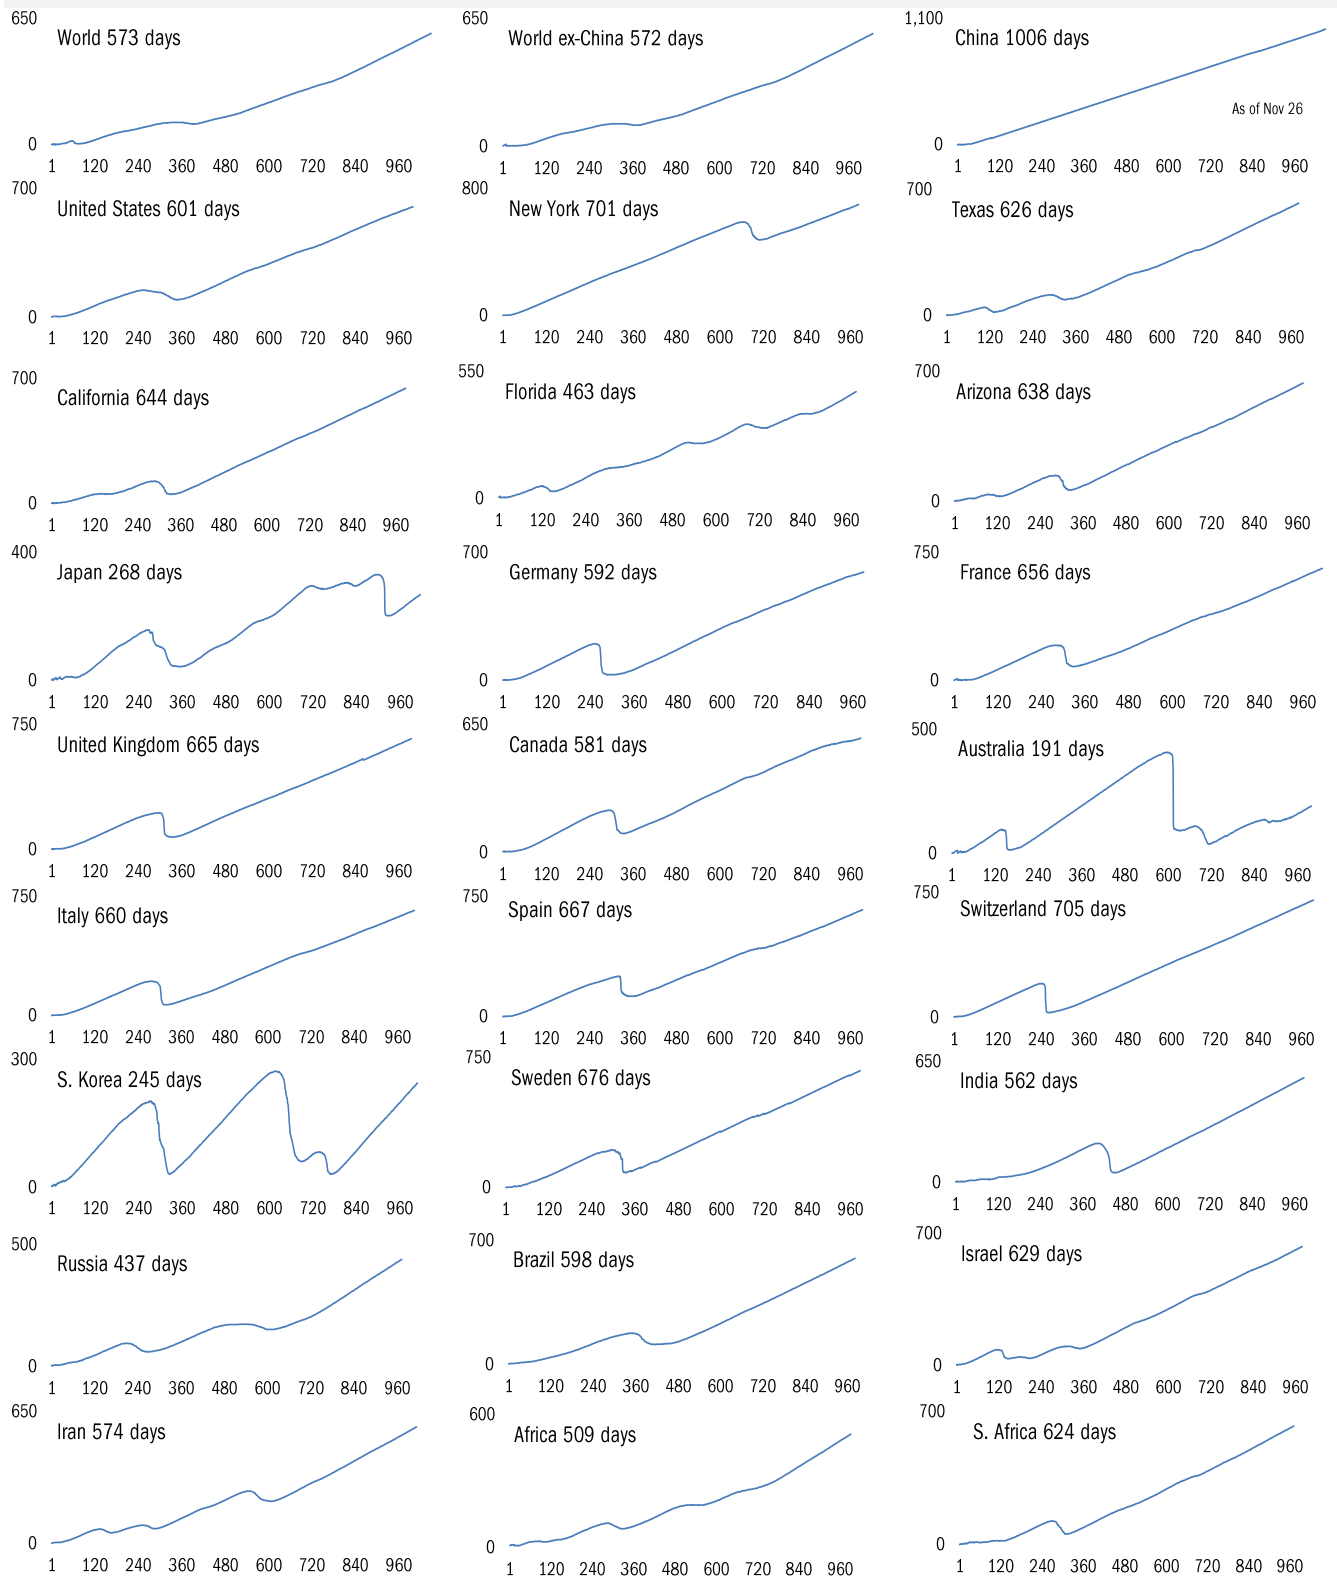 650
World 573 days
0
1 120 240 360 480 600 720 840 960
650
World ex-China 572 days
0
1 120 240 360 480 600 720 840 960
1,100
China 1006 days
As of Nov 26
0
1 120 240 360 480 600 720 840 960
700
United States 601 days
0
1 120 240 360 480 600 720 840 960
800
New York 701 days
0
1 120 240 360 480 600 720 840 960
700
Texas 626 days
0
1 120 240 360 480 600 720 840 960
700
California 644 days
0
1 120 240 360 480 600 720 840 960
550
Florida 463 days
0
1 120 240 360 480 600 720 840 960
700
Arizona 638 days
0
1 120 240 360 480 600 720 840 960
400
Japan 268 days
0
1 120 240 360 480 600 720 840 960
700
Germany 592 days
0
1 120 240 360 480 600 720 840 960
750
France 656 days
0
1 120 240 360 480 600 720 840 960
750
United Kingdom 665 days
0
1 120 240 360 480 600 720 840 960
650
Canada 581 days
0
1 120 240 360 480 600 720 840 960
500
Australia 191 days
0
1 120 240 360 480 600 720 840 960
750
Italy 660 days
0
1 120 240 360 480 600 720 840 960
750
Spain 667 days
0
1 120 240 360 480 600 720 840 960
750
Switzerland 705 days
0
1 120 240 360 480 600 720 840 960
300
S. Korea 245 days
0
1 120 240 360 480 600 720 840 960
750
Sweden 676 days
0
1 120 240 360 480 600 720 840 960
650
India 562 days
0
1 120 240 360 480 600 720 840 960
500
Russia 437 days
0
1 120 240 360 480 600 720 840 960
700
Brazil 598 days
0
1 120 240 360 480 600 720 840 960
700
Israel 629 days
0
1 120 240 360 480 600 720 840 960
650
Iran 574 days
0
1 120 240 360 480 600 720 840 960
600
Africa 509 days
0
1 120 240 360 480 600 720 840 960
700
S. Africa 624 days
0
1 120 240 360 480 600 720 840 960